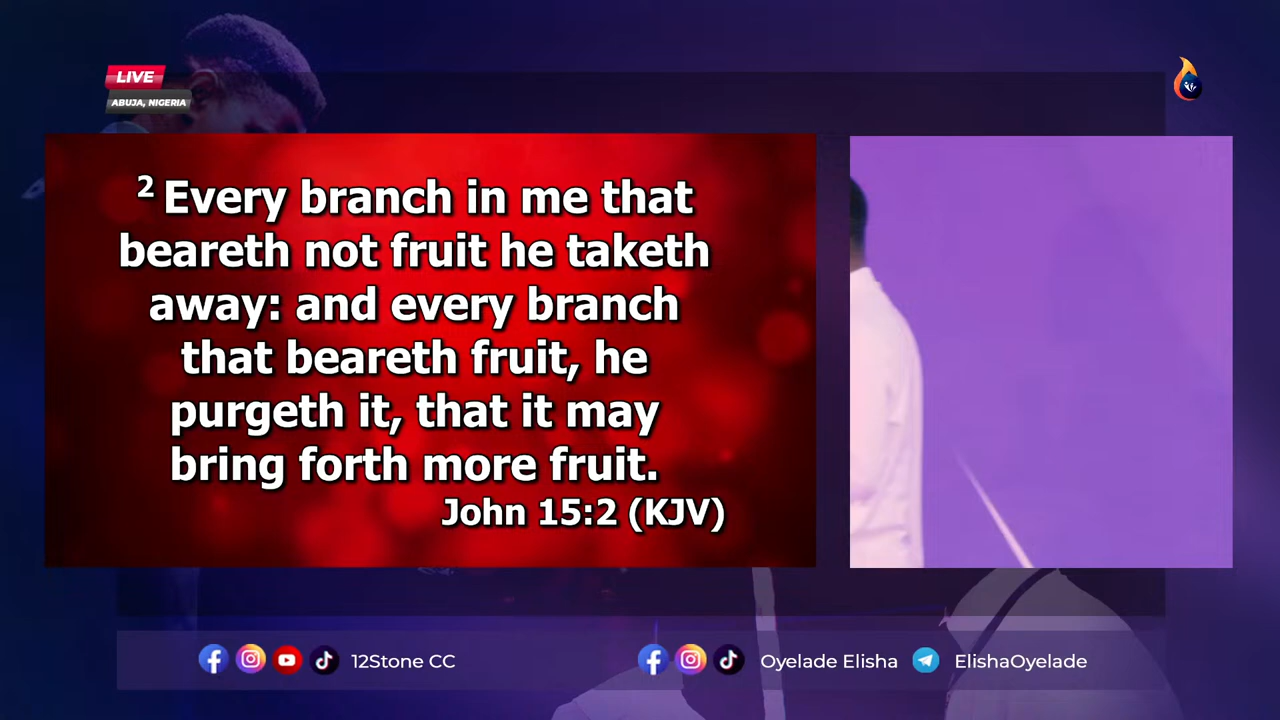 LIVE
ABUJA, NIGERIA
2 Every branch in me that
beareth not fruit he taketh
away: and every branch
that beareth fruit, he
purgeth it, that it may
bring forth more fruit.
John 15:2 (KJV)
12Stone CC
Oyelade Elisha
ElishaOyelade